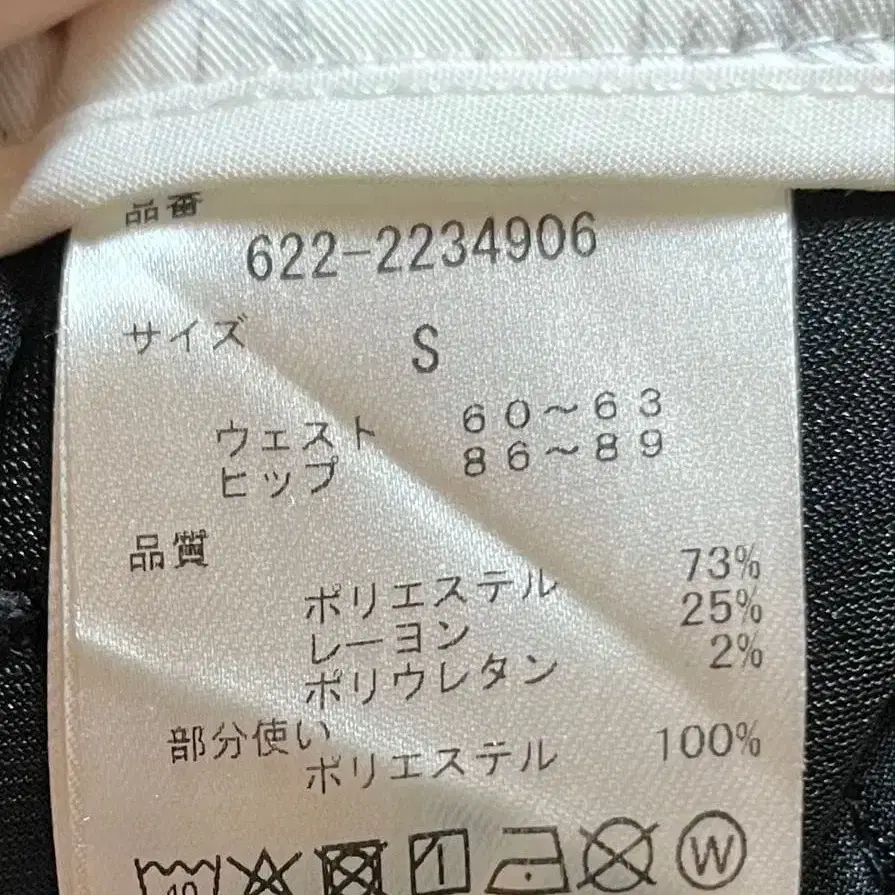 品番
622-2234906
サイズ S
ウェスト 60～63
ヒップ 86～89
品質
ポリエステル 73%
レーヨン 25%
ポリウレタン 2%
部分使い
ポリエステル 100%
40 W